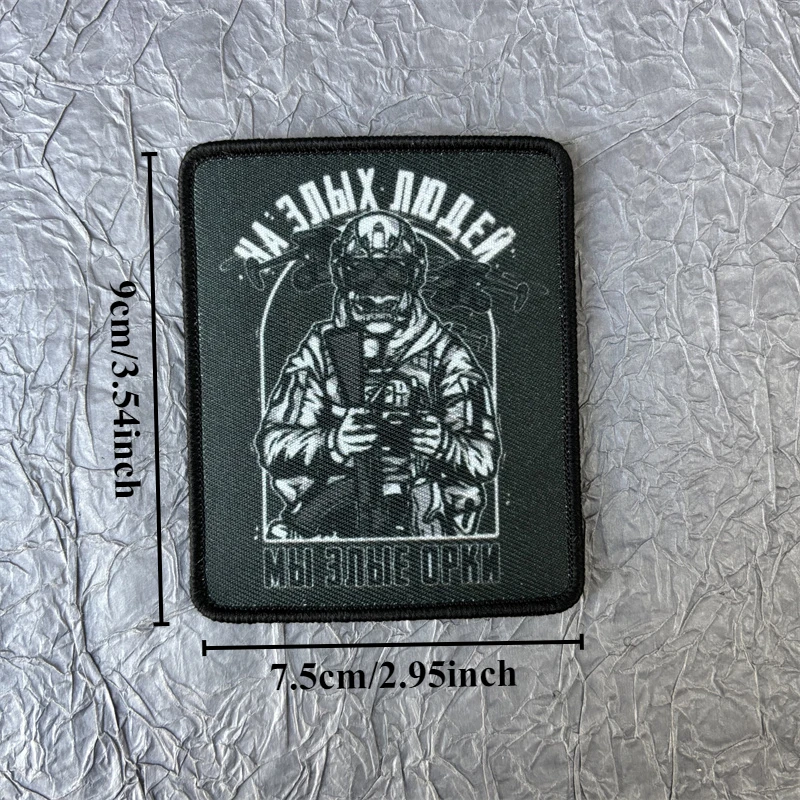 НА ЗЛЫХ ЛЮДЕЙ
МЫ ЗЛЫЕ ОРКИ
9cm/3.54inch
7.5cm/2.95inch